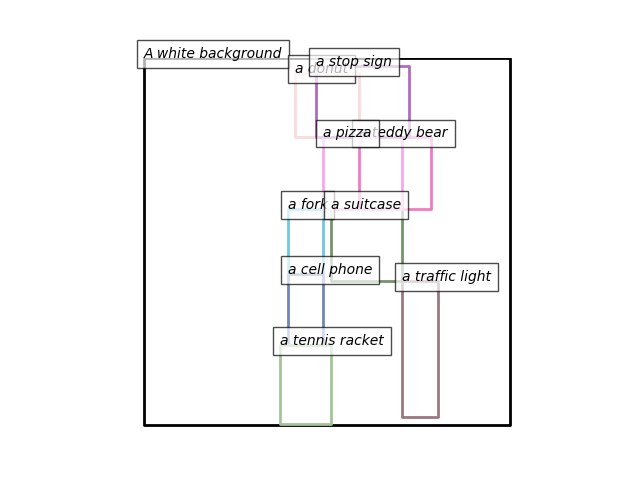 A white background
a donut
a stop sign
a pizza
a teddy bear
a fork
a suitcase
a cell phone
a traffic light
a tennis racket